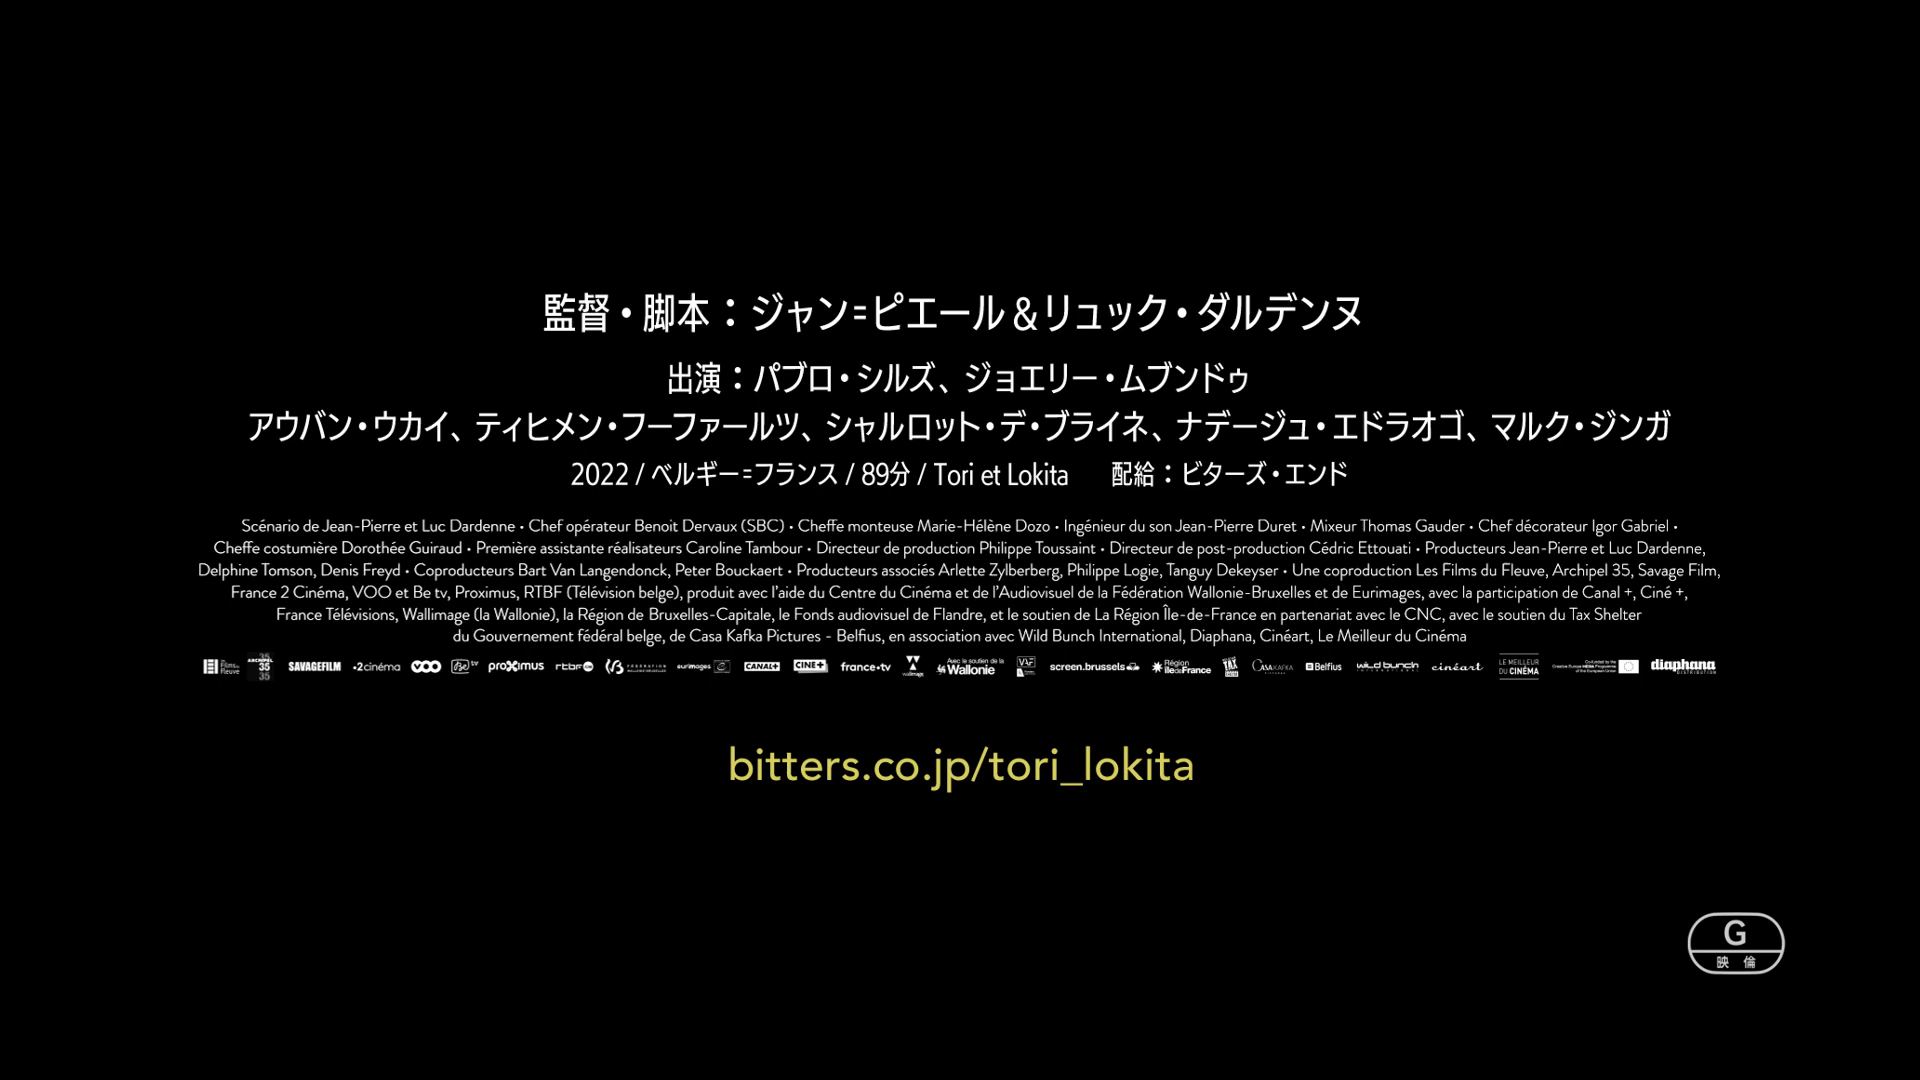 監督・脚本：ジャン=ピエール＆リュック・ダルデンヌ
出演：パブロ・シルズ、ジョエリー・ムブンドゥ
アウバン・ウカイ、ティヒメン・フーファールツ、シャルロット・デ・ブライネ、ナデージュ・エドラオゴ、マルク・ジンガ
2022 / ベルギー=フランス / 89分 / Tori et Lokita　配給：ビターズ・エンド
Scénario de Jean-Pierre et Luc Dardenne • Chef opérateur Benoit Dervaux (SBC) • Cheffe monteuse Marie-Hélène Dozo • Ingénieur du son Jean-Pierre Duret • Mixeur Thomas Gauder • Chef décorateur Igor Gabriel •
Cheffe costumière Dorothée Guiraud • Première assistante réalisateurs Caroline Tambour • Directeur de production Philippe Toussaint • Directeur de post-production Cédric Ettouati • Producteurs Jean-Pierre et Luc Dardenne,
Delphine Tomson, Denis Freyd • Coproducteurs Bart Van Langendonck, Peter Bouckaert • Producteurs associés Arlette Zylberberg, Philippe Logie, Tanguy Dekeyser • Une coproduction Les Films du Fleuve, Archipel 35, Savage Film,
France 2 Cinéma, VOO et Be tv, Proximus, RTBF (Télévision belge), produit avec l'aide du Centre du Cinéma et de l'Audiovisuel de la Fédération Wallonie-Bruxelles et de Eurimages, avec la participation de Canal +, Ciné +,
France Télévisions, Wallimage (la Wallonie), la Région de Bruxelles-Capitale, le Fonds audiovisuel de Flandre, et le soutien de La Région Île-de-France en partenariat avec le CNC, avec le soutien du Tax Shelter
du Gouvernement fédéral belge, de Casa Kafka Pictures - Belfius, en association avec Wild Bunch International, Diaphana, Cinéart, Le Meilleur du Cinéma
Films Fleuve ARCHIPEL 35 SAVAGEFILM •2cinéma VOO Be tv proximus rtbf eurimages CANAL+ CINE+ france•tv wallimage Avec le soutien de la Wallonie VAF screen.brussels Région îledeFrance TAX CASAKAFKA Belfius wild bunch cinéart LE MEILLEUR DU CINÉMA diaphana
bitters.co.jp/tori_lokita
G
映倫